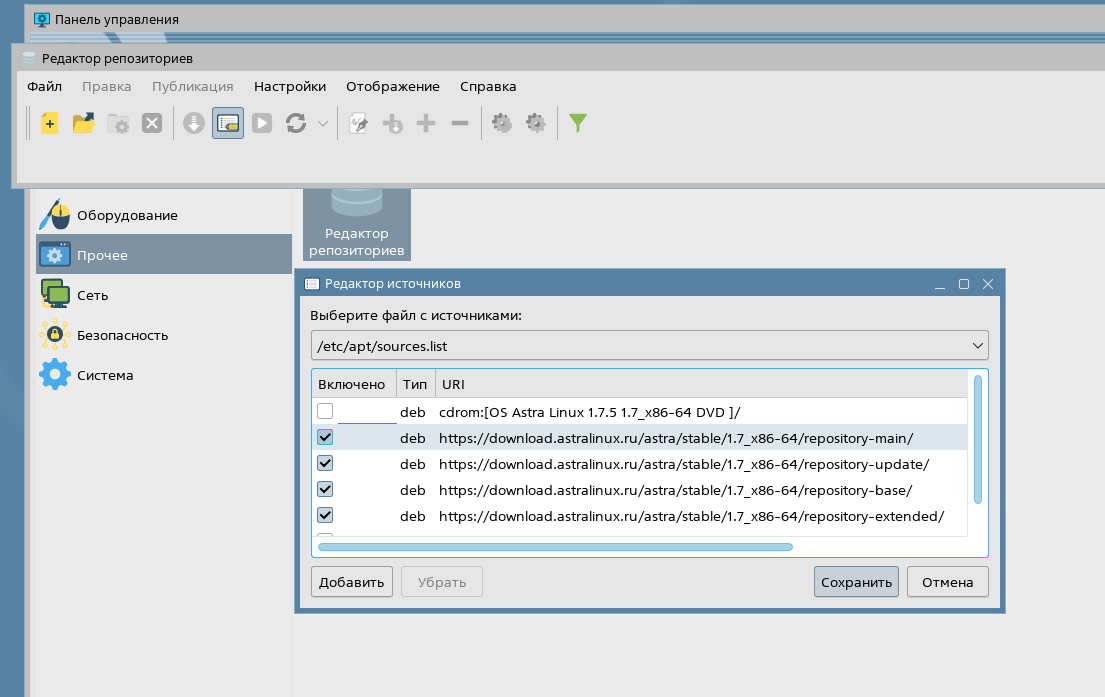 Панель управления
Редактор репозиториев
Файл Правка Публикация Настройки Отображение Справка
Оборудование
Прочее
Сеть
Безопасность
Система
Редактор
репозиториев
Редактор источников
Выберите файл с источниками:
/etc/apt/sources.list
Включено Тип URI
deb cdrom:[OS Astra Linux 1.7.5 1.7_x86-64 DVD ]/
deb https://download.astralinux.ru/astra/stable/1.7_x86-64/repository-main/
deb https://download.astralinux.ru/astra/stable/1.7_x86-64/repository-update/
deb https://download.astralinux.ru/astra/stable/1.7_x86-64/repository-base/
deb https://download.astralinux.ru/astra/stable/1.7_x86-64/repository-extended/
Добавить Убрать Сохранить Отмена